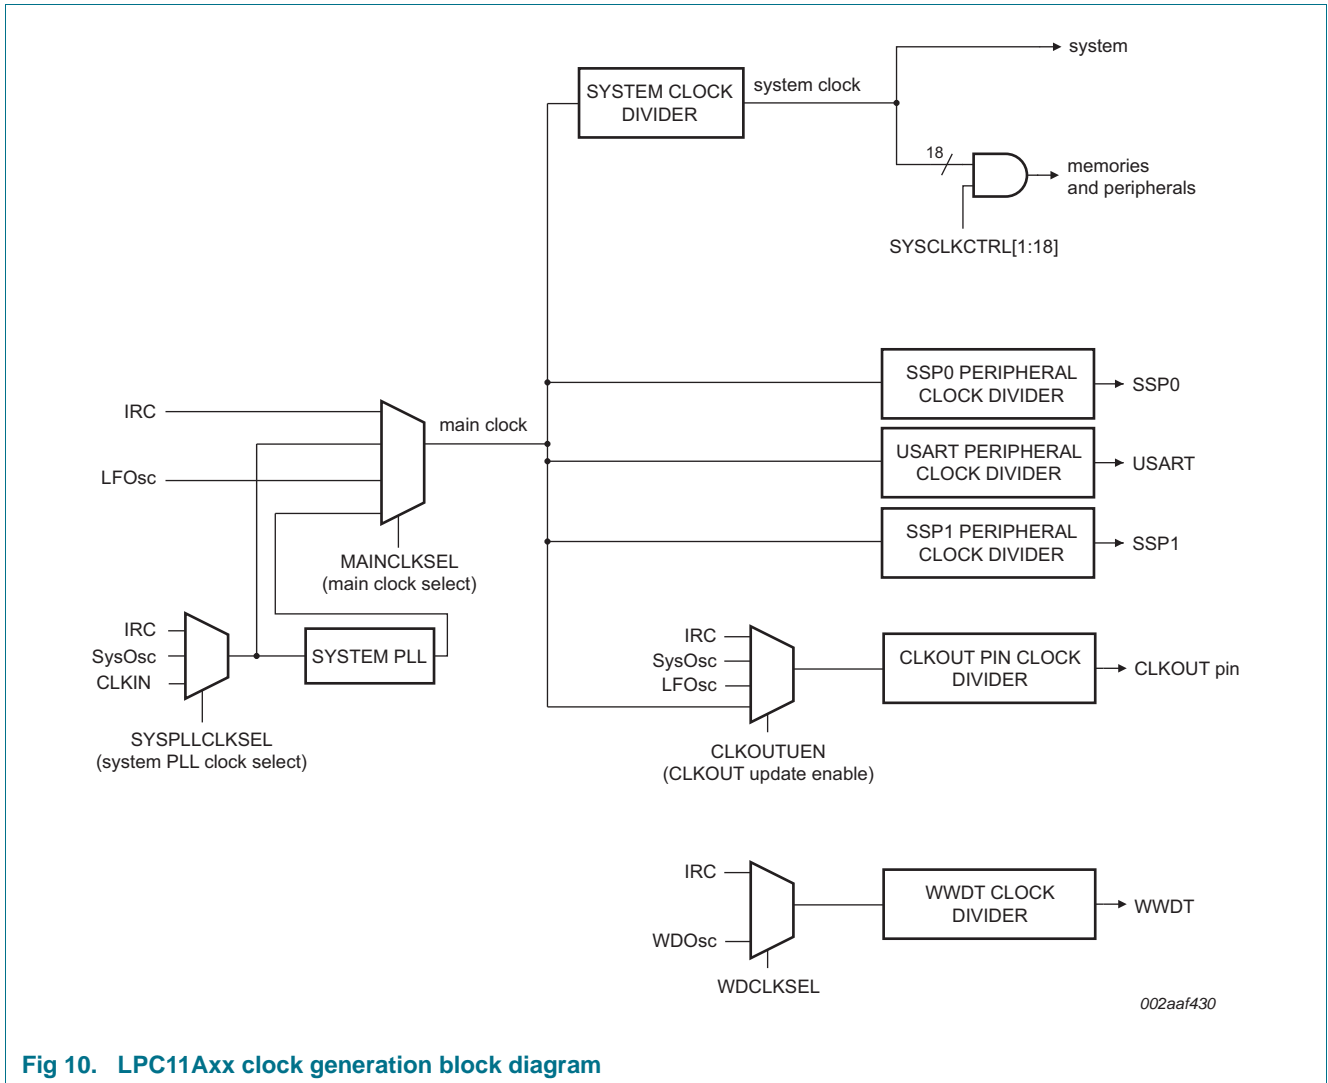 system
SYSTEM CLOCK
DIVIDER
system clock
18
memories
and peripherals
SYSCLKCTRL[1:18]
IRC
LFOsc
main clock
MAINCLKSEL
(main clock select)
SSP0 PERIPHERAL
CLOCK DIVIDER
SSP0
USART PERIPHERAL
CLOCK DIVIDER
USART
SSP1 PERIPHERAL
CLOCK DIVIDER
SSP1
IRC
SysOsc
CLKIN
SYSTEM PLL
SYSPLLCLKSEL
(system PLL clock select)
IRC
SysOsc
LFOsc
CLKOUT PIN CLOCK
DIVIDER
CLKOUT pin
CLKOUTUEN
(CLKOUT update enable)
IRC
WDOsc
WWDT CLOCK
DIVIDER
WWDT
WDCLKSEL
002aaf430
Fig 10. LPC11Axx clock generation block diagram